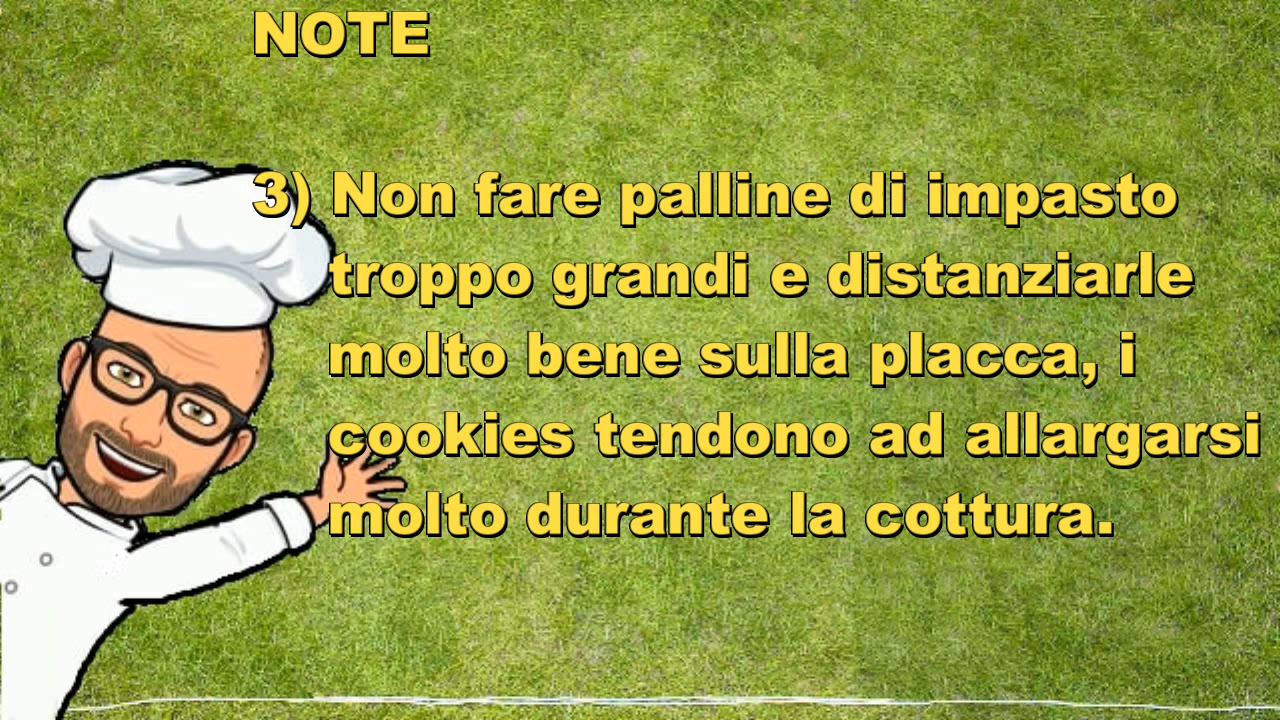 NOTE
3) Non fare palline di impasto
troppo grandi e distanziarle
molto bene sulla placca, i
cookies tendono ad allargarsi
molto durante la cottura.